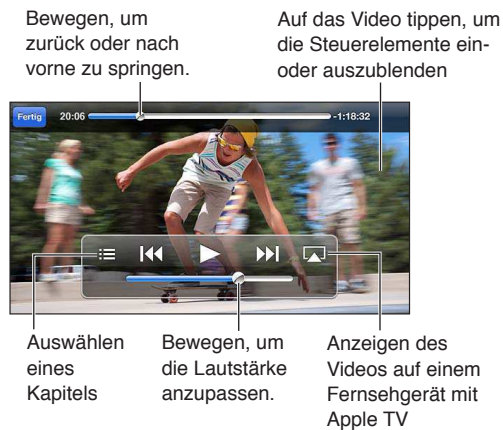 Bewegen, um
zurück oder nach
vorne zu springen.
Auf das Video tippen, um
die Steuerelemente ein-
oder auszublenden
Fertig
20:06
-1:18:32
Auswählen
eines
Kapitels
Bewegen, um
die Lautstärke
anzupassen.
Anzeigen des
Videos auf einem
Fernsehgerät mit
Apple TV